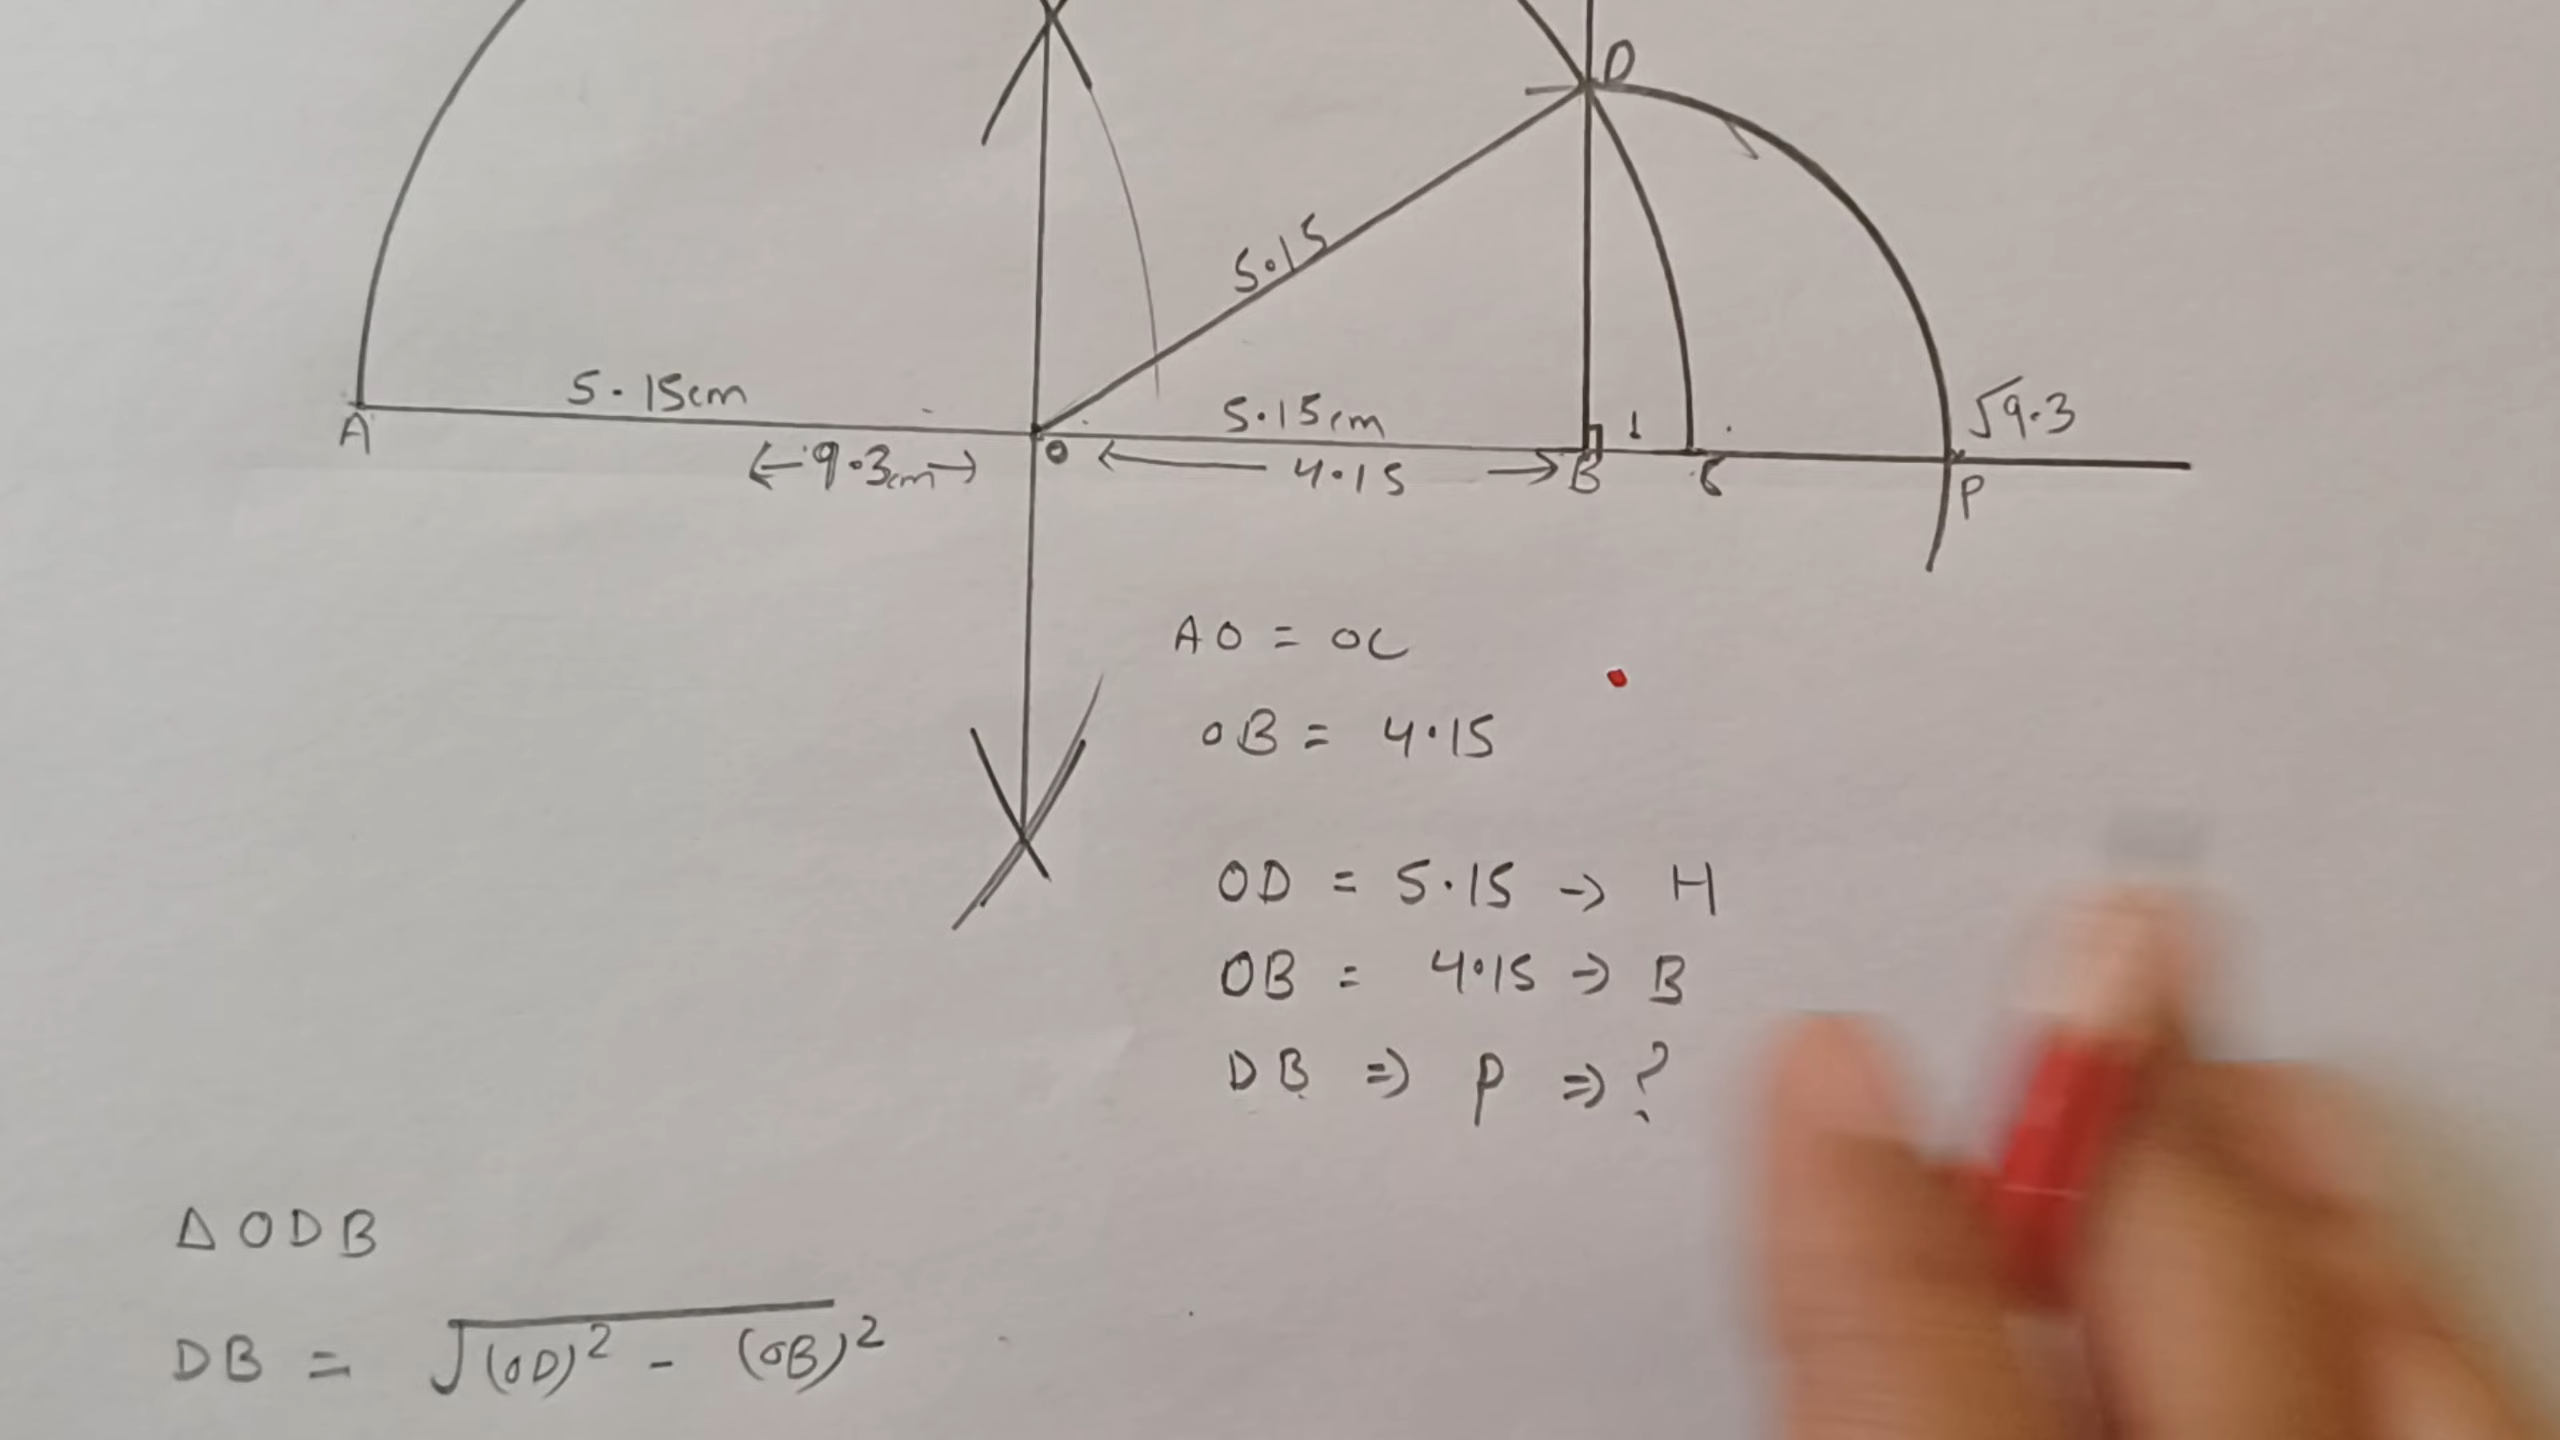 D
5.15
5.15cm
5.15cm
1
√9.3
A
←9.3cm→
O
← 4.15 →
B
C
P
AO = OC
OB = 4.15
OD = 5.15 → H
OB = 4.15 ⇒ B
DB ⇒ P ⇒ ?
Δ ODB
DB = √(OD)² - (OB)²